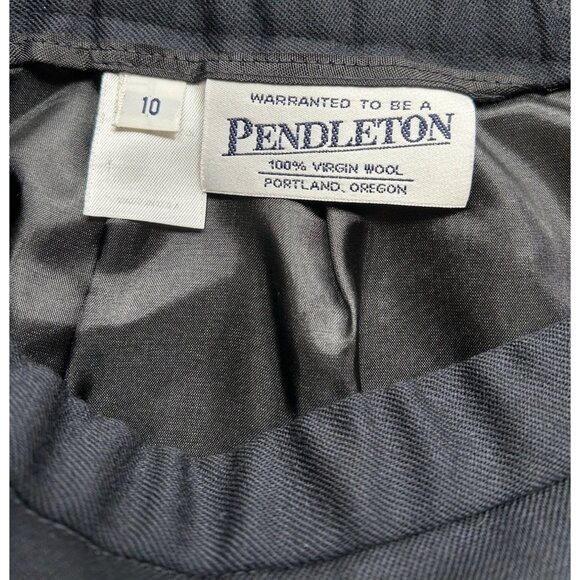 10
WARRANTED TO BE A
PENDLETON
100% VIRGIN WOOL
PORTLAND, OREGON